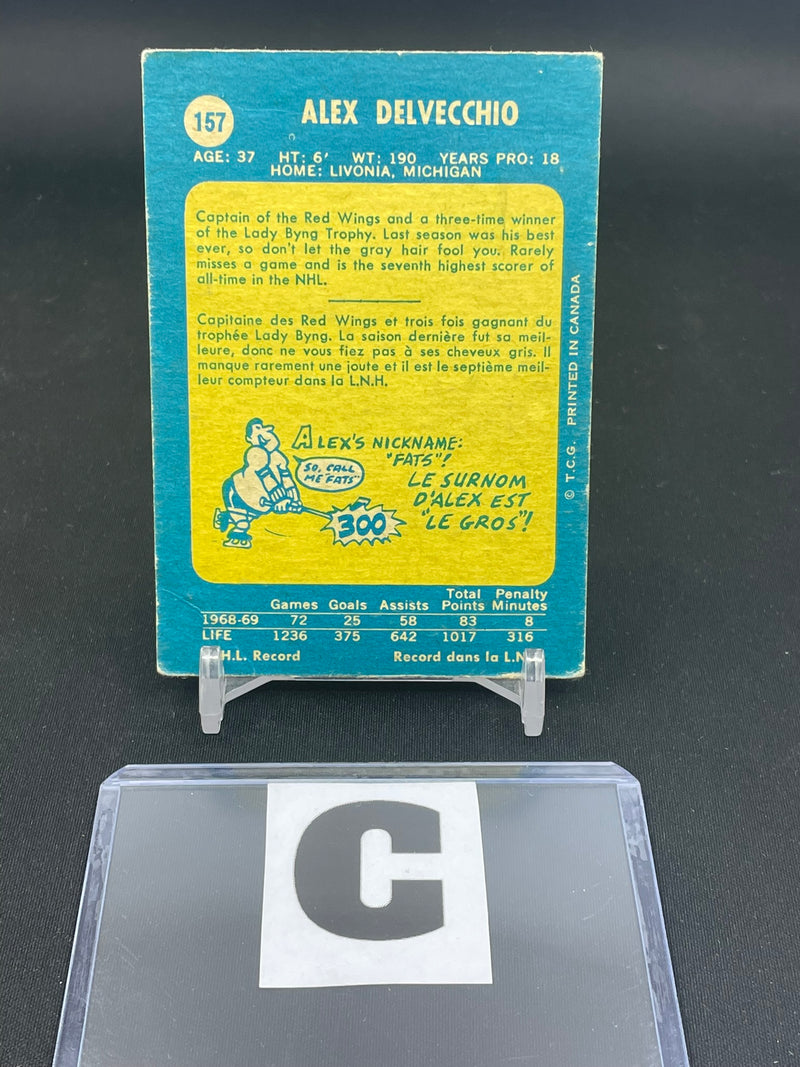 157
ALEX DELVECCHIO
AGE: 37 HT: 6' WT: 190 YEARS PRO: 18
HOME: LIVONIA, MICHIGAN
Captain of the Red Wings and a three-time winner
of the Lady Byng Trophy. Last season was his best
ever, so don't let the gray hair fool you. Rarely
misses a game and is the seventh highest scorer of
all-time in the NHL.
Capitaine des Red Wings et trois fois gagnant du
trophée Lady Byng. La saison dernière fut sa meil-
leure, donc ne vous fiez pas à ses cheveux gris. Il
manque rarement une joute et il est le septième meil-
leur compteur dans la L.N.H.
ALEX'S NICKNAME:
"FATS"!
SO, CALL
ME FATS"
LE SURNOM
D'ALEX EST
"LE GROS"!
300
© T.C.G. PRINTED IN CANADA
Total Penalty
Games Goals Assists Points Minutes
1968-69 72 25 58 83 8
LIFE 1236 375 642 1017 316
H.L. Record Record dans la L.N
C